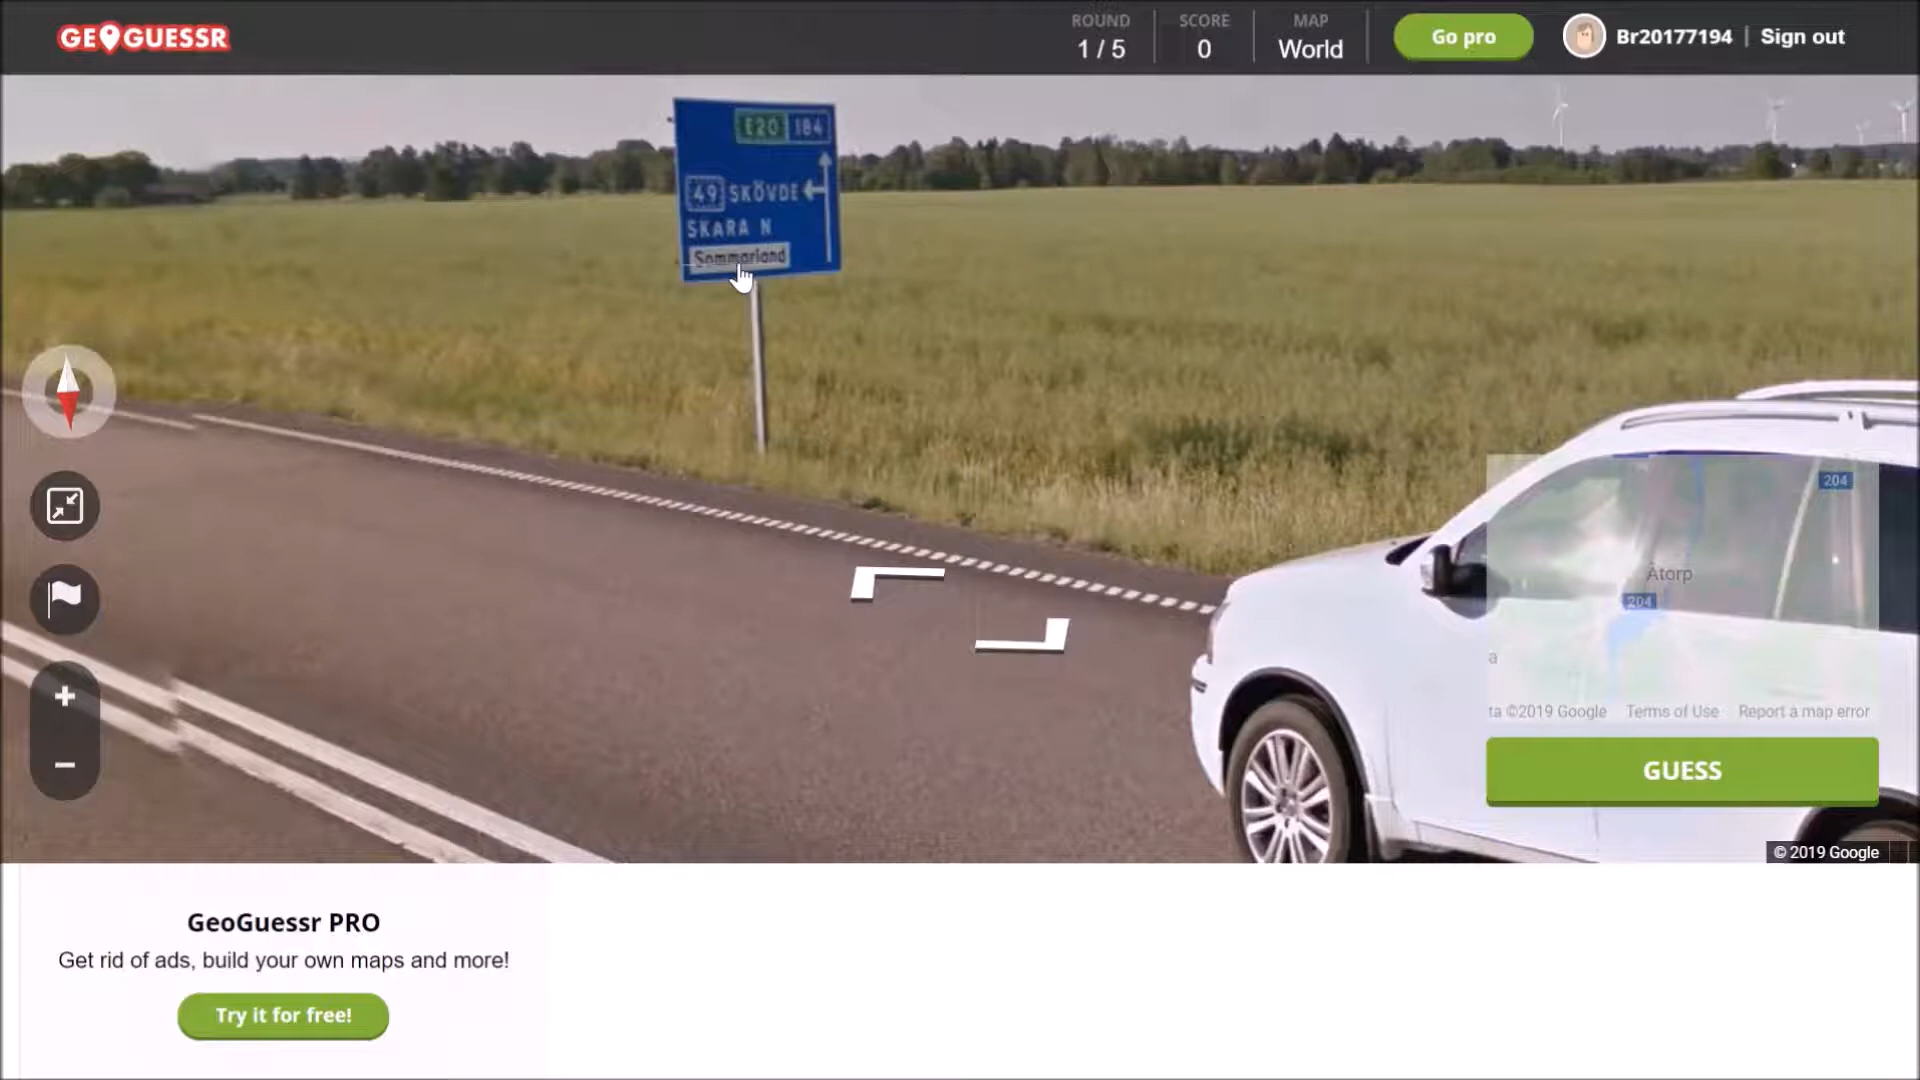 GEOGUESSR
ROUND
1 / 5
SCORE
0
MAP
World
Go pro
Br20177194 | Sign out
E20 184
49 SKÖVDE
SKARA N
Sommarland
204
Åtorp
204
a
ta ©2019 Google Terms of Use Report a map error
GUESS
© 2019 Google
GeoGuessr PRO
Get rid of ads, build your own maps and more!
Try it for free!